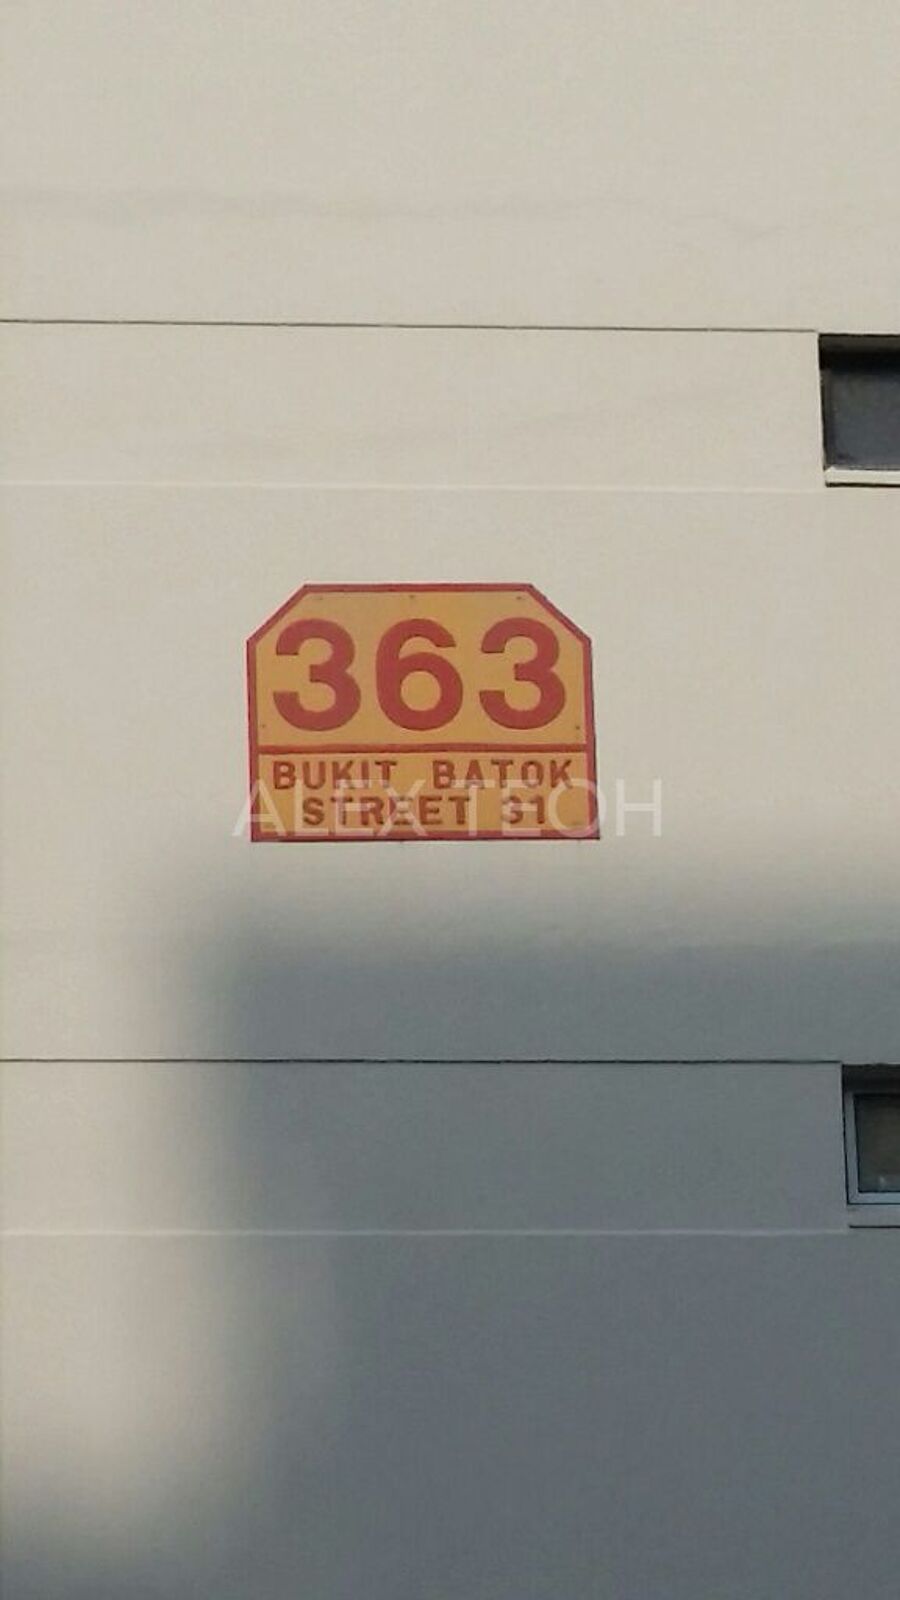 363
BUKIT BATOK
STREET 31
ALEX TEOH